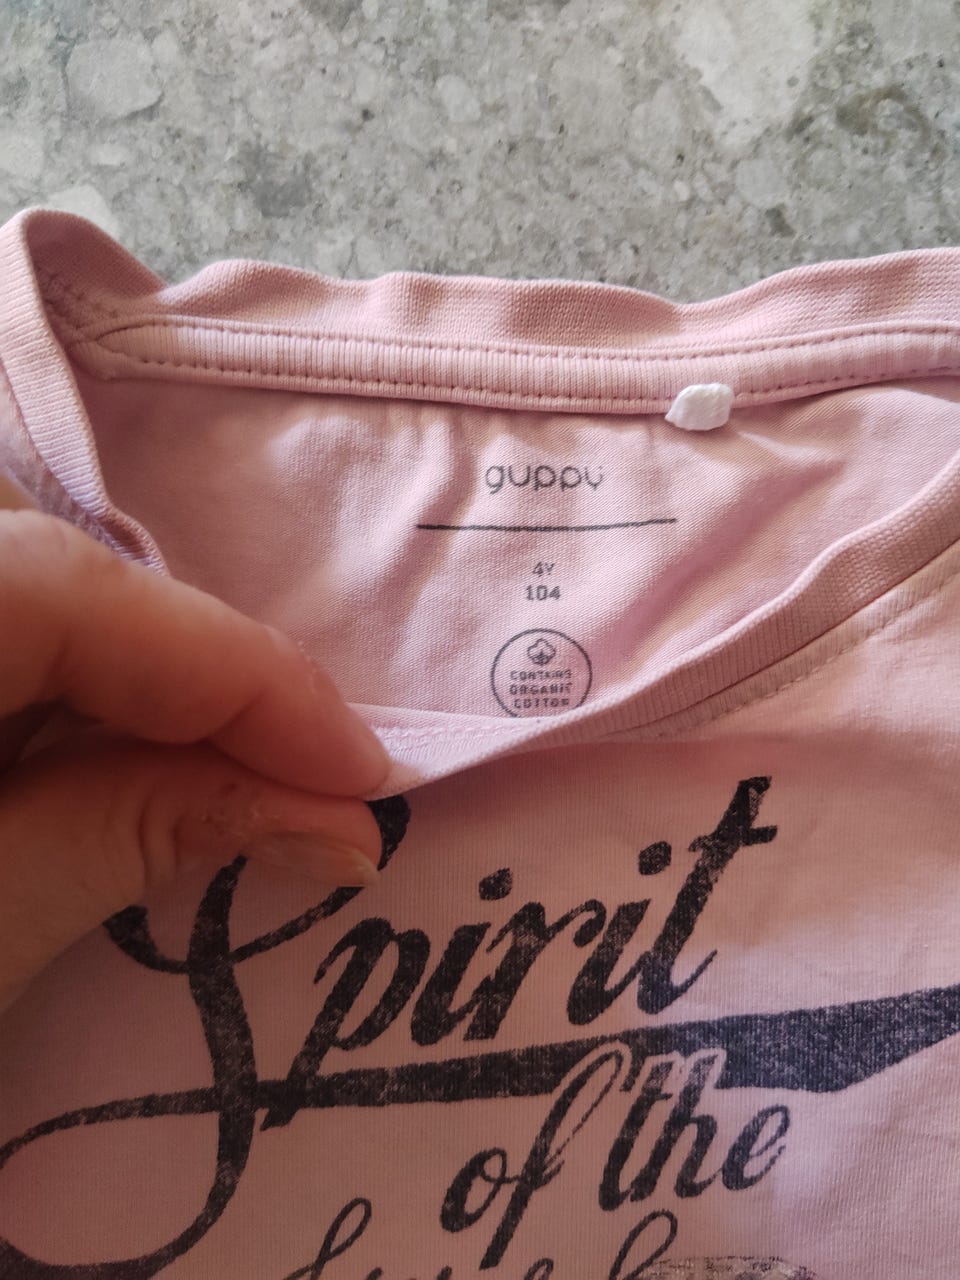 guppy
4Y
104
CONTAINS
ORGANIC
COTTON
Spirit
of the